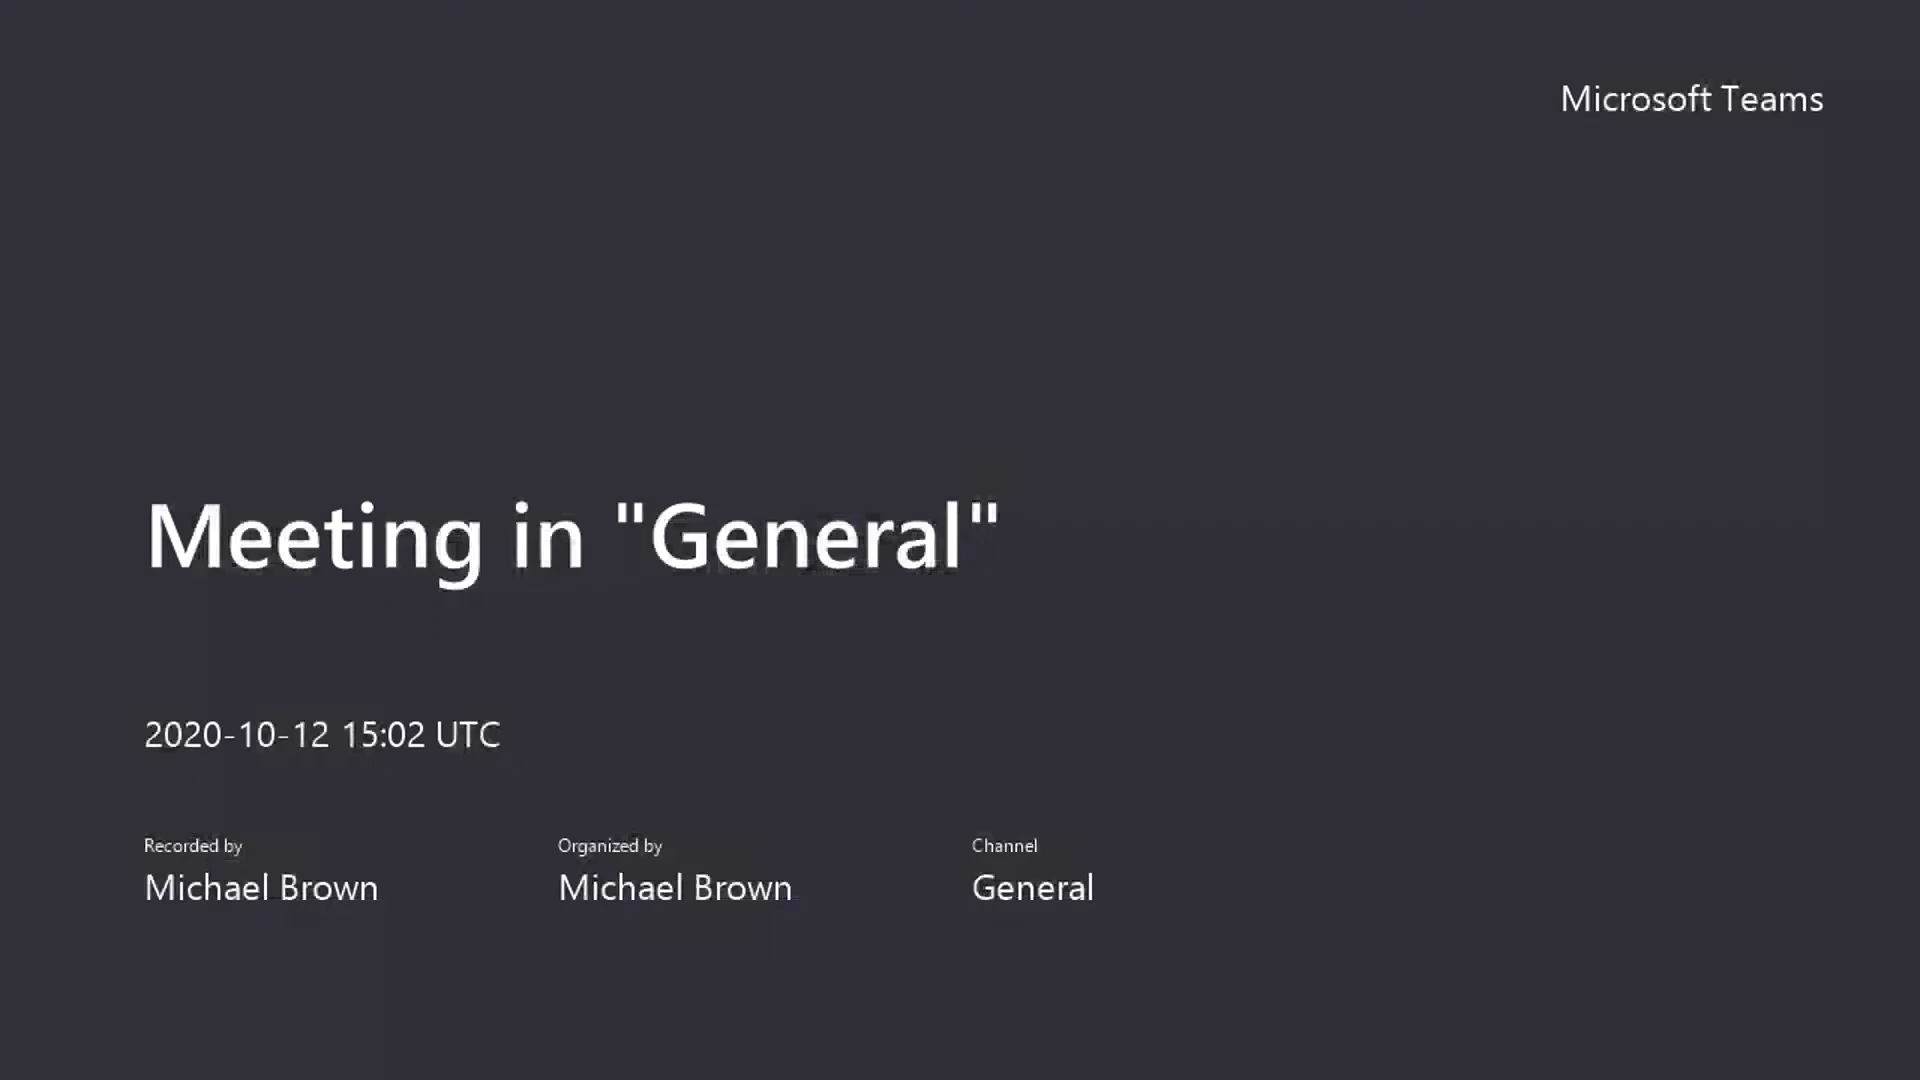 Microsoft Teams
Meeting in "General"
2020-10-12 15:02 UTC
Recorded by
Michael Brown
Organized by
Michael Brown
Channel
General